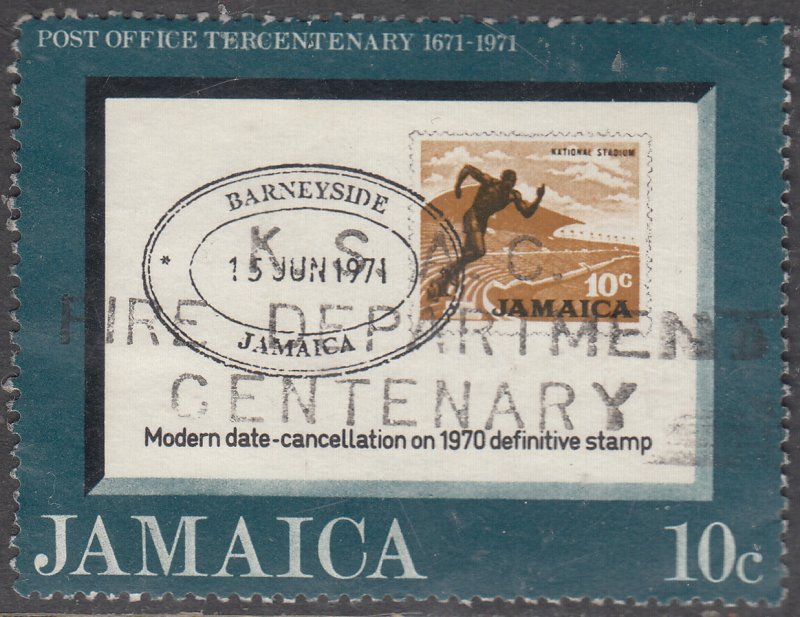 POST OFFICE TERCENTENARY 1671-1971
NATIONAL STADIUM
BARNEYSIDE
* 15 JUN 1971
JAMAICA
10c
JAMAICA
K. S. A. C.
FIRE DEPARTMENT
CENTENARY
Modern date-cancellation on 1970 definitive stamp
JAMAICA 10c